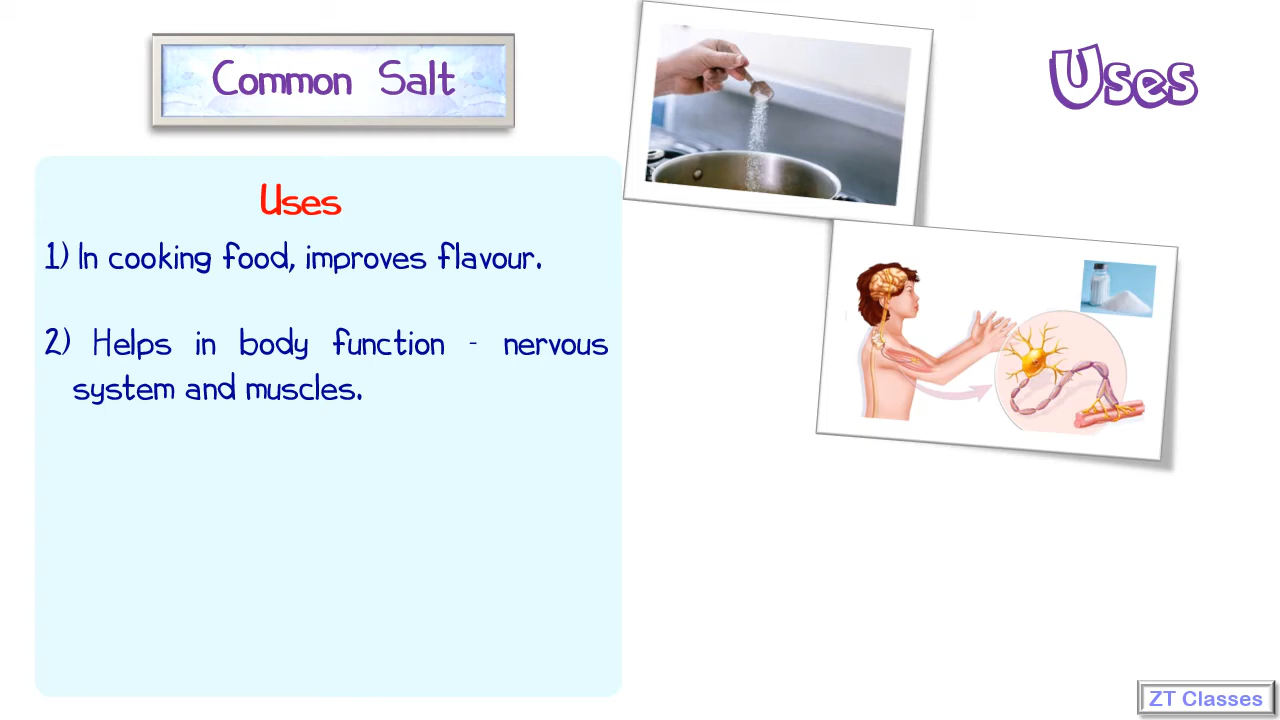 Common Salt
Uses
Uses
1) In cooking food, improves flavour.
2) Helps in body function - nervous
system and muscles.
ZT Classes